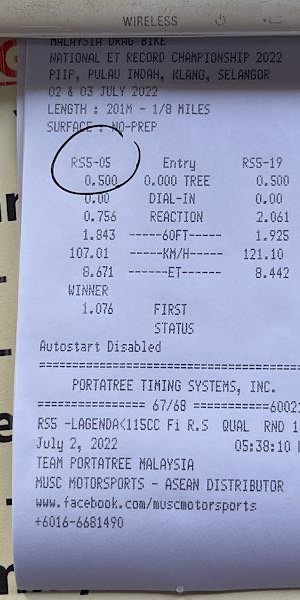 WIRELESS
MALAYSIA DRAG BIKE
NATIONAL ET RECORD CHAMPIONSHIP 2022
PIIP, PULAU INDAH, KLANG, SELANGOR
02 & 03 JULY 2022
LENGTH : 201M - 1/8 MILES
SURFACE : NO-PREP
RS5-05 Entry RS5-19
0.500 0.000 TREE 0.500
0.00 DIAL-IN 0.00
0.756 REACTION 2.061
1.843 -----60FT----- 1.925
107.01 -----KM/H----- 121.10
8.671 ------ET------ 8.442
WINNER
1.076 FIRST
STATUS
Autostart Disabled
PORTATREE TIMING SYSTEMS, INC.
=============== 67/68 ==========6002
RS5 -LAGENDA<115CC Fi R.S QUAL RND 1
July 2, 2022 05:38:10
TEAM PORTATREE MALAYSIA
MUSC MOTORSPORTS - ASEAN DISTRIBUTOR
www.facebook.com/muscmotorsports
+6016-6681490